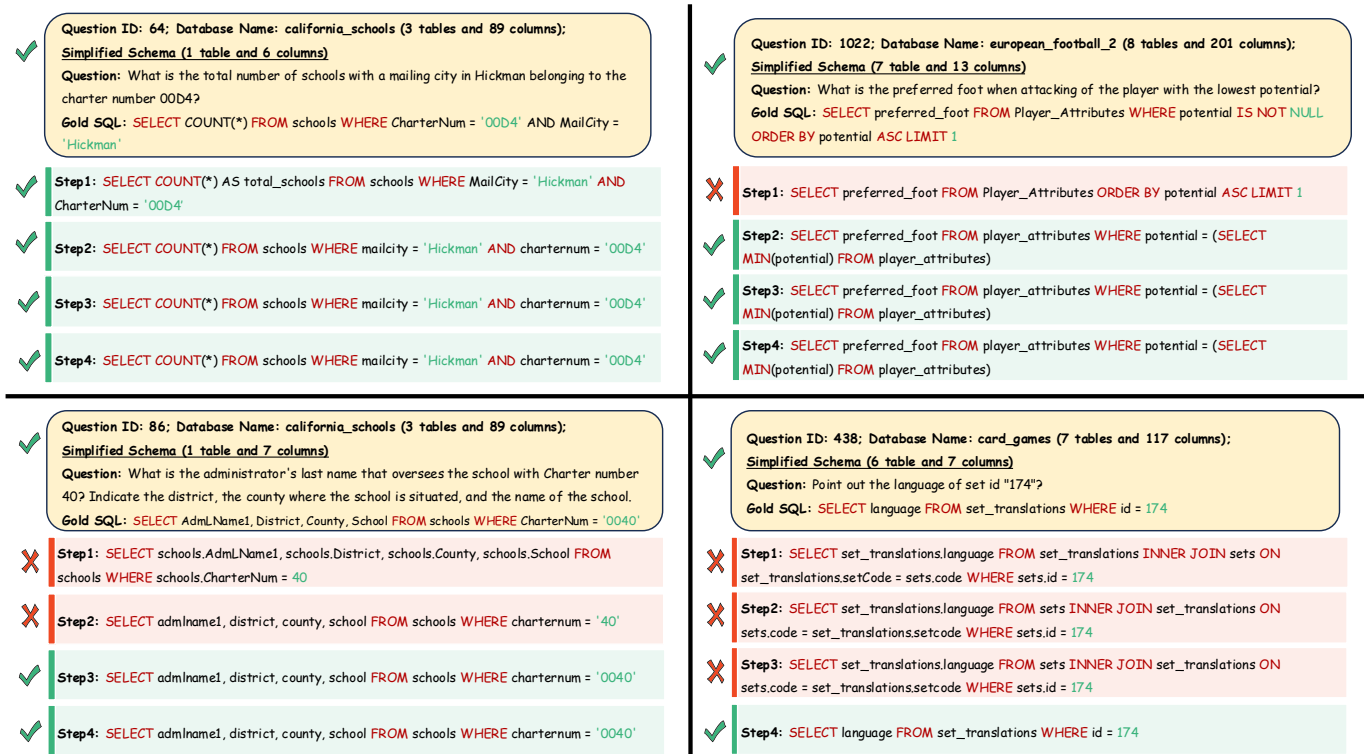 Question ID: 64; Database Name: california_schools (3 tables and 89 columns);
Simplified Schema (1 table and 6 columns)
Question: What is the total number of schools with a mailing city in Hickman belonging to the
charter number 00D4?
Gold SQL: SELECT COUNT(*) FROM schools WHERE CharterNum = '00D4' AND MailCity =
'Hickman'
Step1: SELECT COUNT(*) AS total_schools FROM schools WHERE MailCity = 'Hickman' AND
CharterNum = '00D4'
Step2: SELECT COUNT(*) FROM schools WHERE mailcity = 'Hickman' AND charternum = '00D4'
Step3: SELECT COUNT(*) FROM schools WHERE mailcity = 'Hickman' AND charternum = '00D4'
Step4: SELECT COUNT(*) FROM schools WHERE mailcity = 'Hickman' AND charternum = '00D4'
Question ID: 1022; Database Name: european_football_2 (8 tables and 201 columns);
Simplified Schema (7 table and 13 columns)
Question: What is the preferred foot when attacking of the player with the lowest potential?
Gold SQL: SELECT preferred_foot FROM Player_Attributes WHERE potential IS NOT NULL
ORDER BY potential ASC LIMIT 1
Step1: SELECT preferred_foot FROM Player_Attributes ORDER BY potential ASC LIMIT 1
Step2: SELECT preferred_foot FROM player_attributes WHERE potential = (SELECT
MIN(potential) FROM player_attributes)
Step3: SELECT preferred_foot FROM player_attributes WHERE potential = (SELECT
MIN(potential) FROM player_attributes)
Step4: SELECT preferred_foot FROM player_attributes WHERE potential = (SELECT
MIN(potential) FROM player_attributes)
Question ID: 86; Database Name: california_schools (3 tables and 89 columns);
Simplified Schema (1 table and 7 columns)
Question: What is the administrator's last name that oversees the school with Charter number
40? Indicate the district, the county where the school is situated, and the name of the school.
Gold SQL: SELECT AdmLName1, District, County, School FROM schools WHERE CharterNum = '0040'
Step1: SELECT schools.AdmLName1, schools.District, schools.County, schools.School FROM
schools WHERE schools.CharterNum = 40
Step2: SELECT admlname1, district, county, school FROM schools WHERE charternum = '40'
Step3: SELECT admlname1, district, county, school FROM schools WHERE charternum = '0040'
Step4: SELECT admlname1, district, county, school FROM schools WHERE charternum = '0040'
Question ID: 438; Database Name: card_games (7 tables and 117 columns);
Simplified Schema (6 table and 7 columns)
Question: Point out the language of set id "174"?
Gold SQL: SELECT language FROM set_translations WHERE id = 174
Step1: SELECT set_translations.language FROM set_translations INNER JOIN sets ON
set_translations.setCode = sets.code WHERE sets.id = 174
Step2: SELECT set_translations.language FROM sets INNER JOIN set_translations ON
sets.code = set_translations.setcode WHERE sets.id = 174
Step3: SELECT set_translations.language FROM sets INNER JOIN set_translations ON
sets.code = set_translations.setcode WHERE sets.id = 174
Step4: SELECT language FROM set_translations WHERE id = 174